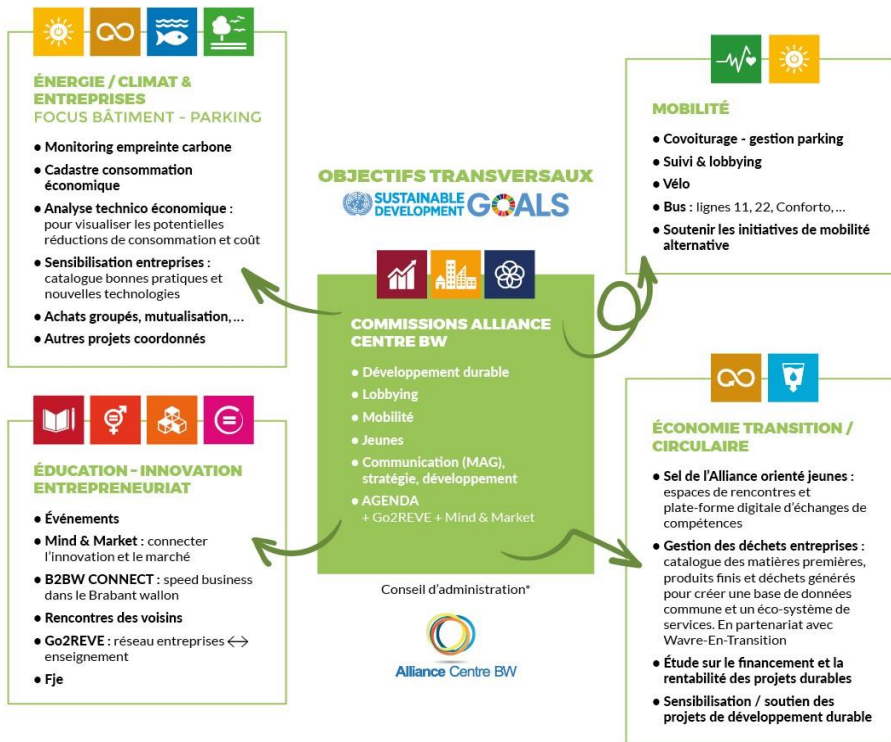 ÉNERGIE / CLIMAT &
ENTREPRISES
FOCUS BÂTIMENT - PARKING
● Monitoring empreinte carbone
● Cadastre consommation
économique
● Analyse technico économique :
pour visualiser les potentielles
réductions de consommation et coût
● Sensibilisation entreprises :
catalogue bonnes pratiques et
nouvelles technologies
● Achats groupés, mutualisation,...
● Autres projets coordonnés
OBJECTIFS TRANSVERSAUX
SUSTAINABLE
DEVELOPMENT
GOALS
MOBILITÉ
● Covoiturage - gestion parking
● Suivi & lobbying
● Vélo
● Bus : lignes 11, 22, Conforto,...
● Soutenir les initiatives de mobilité
alternative
COMMISSIONS ALLIANCE
CENTRE BW
● Développement durable
● Lobbying
● Mobilité
● Jeunes
● Communication (MAG),
stratégie, développement
● AGENDA
+ Go2REVE + Mind & Market
ÉDUCATION - INNOVATION
ENTREPRENEURIAT
● Événements
● Mind & Market : connecter
l'innovation et le marché
● B2BW CONNECT : speed business
dans le Brabant wallon
● Rencontres des voisins
● Go2REVE : réseau entreprises ↔
enseignement
● Fje
ÉCONOMIE TRANSITION /
CIRCULAIRE
● Sel de l'Alliance orienté jeunes :
espaces de rencontres et
plate-forme digitale d'échanges de
compétences
● Gestion des déchets entreprises :
catalogue des matières premières,
produits finis et déchets générés
pour créer une base de données
commune et un éco-système de
services. En partenariat avec
Wavre-En-Transition
● Étude sur le financement et la
rentabilité des projets durables
● Sensibilisation / soutien des
projets de développement durable
Conseil d'administration*
Alliance Centre BW